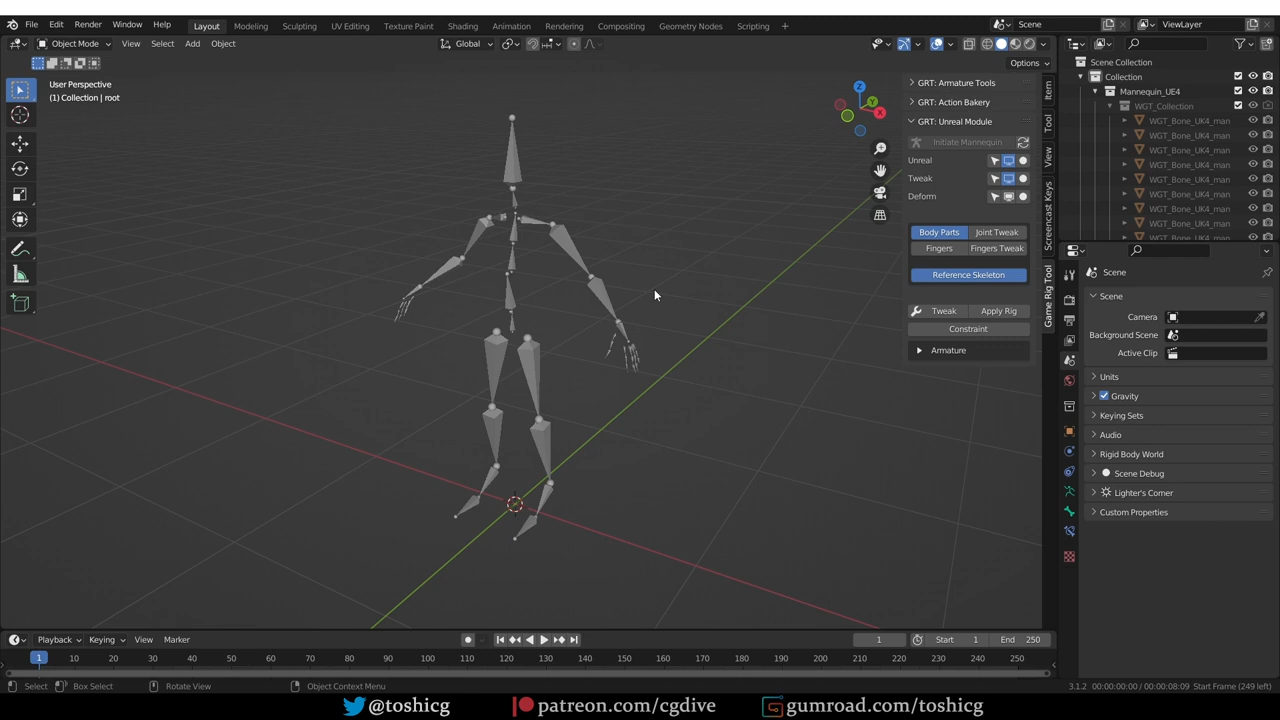 File Edit Render Window Help Layout Modeling Sculpting UV Editing Texture Paint Shading Animation Rendering Compositing Geometry Nodes Scripting + Scene ViewLayer
Object Mode View Select Add Object Global
Options
User Perspective
(1) Collection | root
Z
Y
X
GRT: Armature Tools
GRT: Action Bakery
GRT: Unreal Module
Initiate Mannequin
Unreal
Tweak
Deform
Body Parts Joint Tweak
Fingers Fingers Tweak
Reference Skeleton
Tweak Apply Rig
Constraint
Armature
Item
Tool
View
Screencast Keys
Game Rig Tool
Scene Collection
Collection
Mannequin_UE4
WGT_Collection
WGT_Bone_UK4_man
WGT_Bone_UK4_man
WGT_Bone_UK4_man
WGT_Bone_UK4_man
WGT_Bone_UK4_man
WGT_Bone_UK4_man
WGT_Bone_UK4_man
WGT_Bone_UK4_man
WGT_Bone_UK4_man
Scene
Scene
Camera
Background Scene
Active Clip
Units
Gravity
Keying Sets
Audio
Rigid Body World
Scene Debug
Lighter's Corner
Custom Properties
Playback Keying View Marker 1 Start 1 End 250
1 10 20 30 40 50 60 70 80 90 100 110 120 130 140 150 160 170 180 190 200 210 220 230 240 250
Select Box Select Rotate View Object Context Menu 3.1.2 00:00:00:00 / 00:00:08:09 Start Frame (249 left)
@toshicg patreon.com/cgdive gumroad.com/toshicg